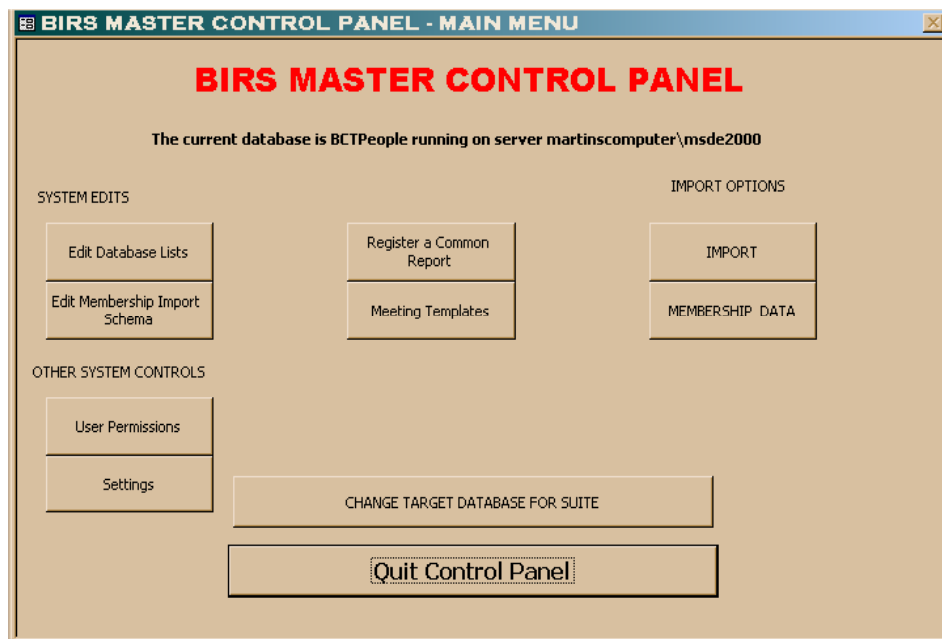 BIRS MASTER CONTROL PANEL - MAIN MENU
BIRS MASTER CONTROL PANEL
The current database is BCTPeople running on server martinscomputer\msde2000
SYSTEM EDITS
IMPORT OPTIONS
Edit Database Lists
Register a Common
Report
IMPORT
Edit Membership Import
Schema
Meeting Templates
MEMBERSHIP DATA
OTHER SYSTEM CONTROLS
User Permissions
Settings
CHANGE TARGET DATABASE FOR SUITE
Quit Control Panel